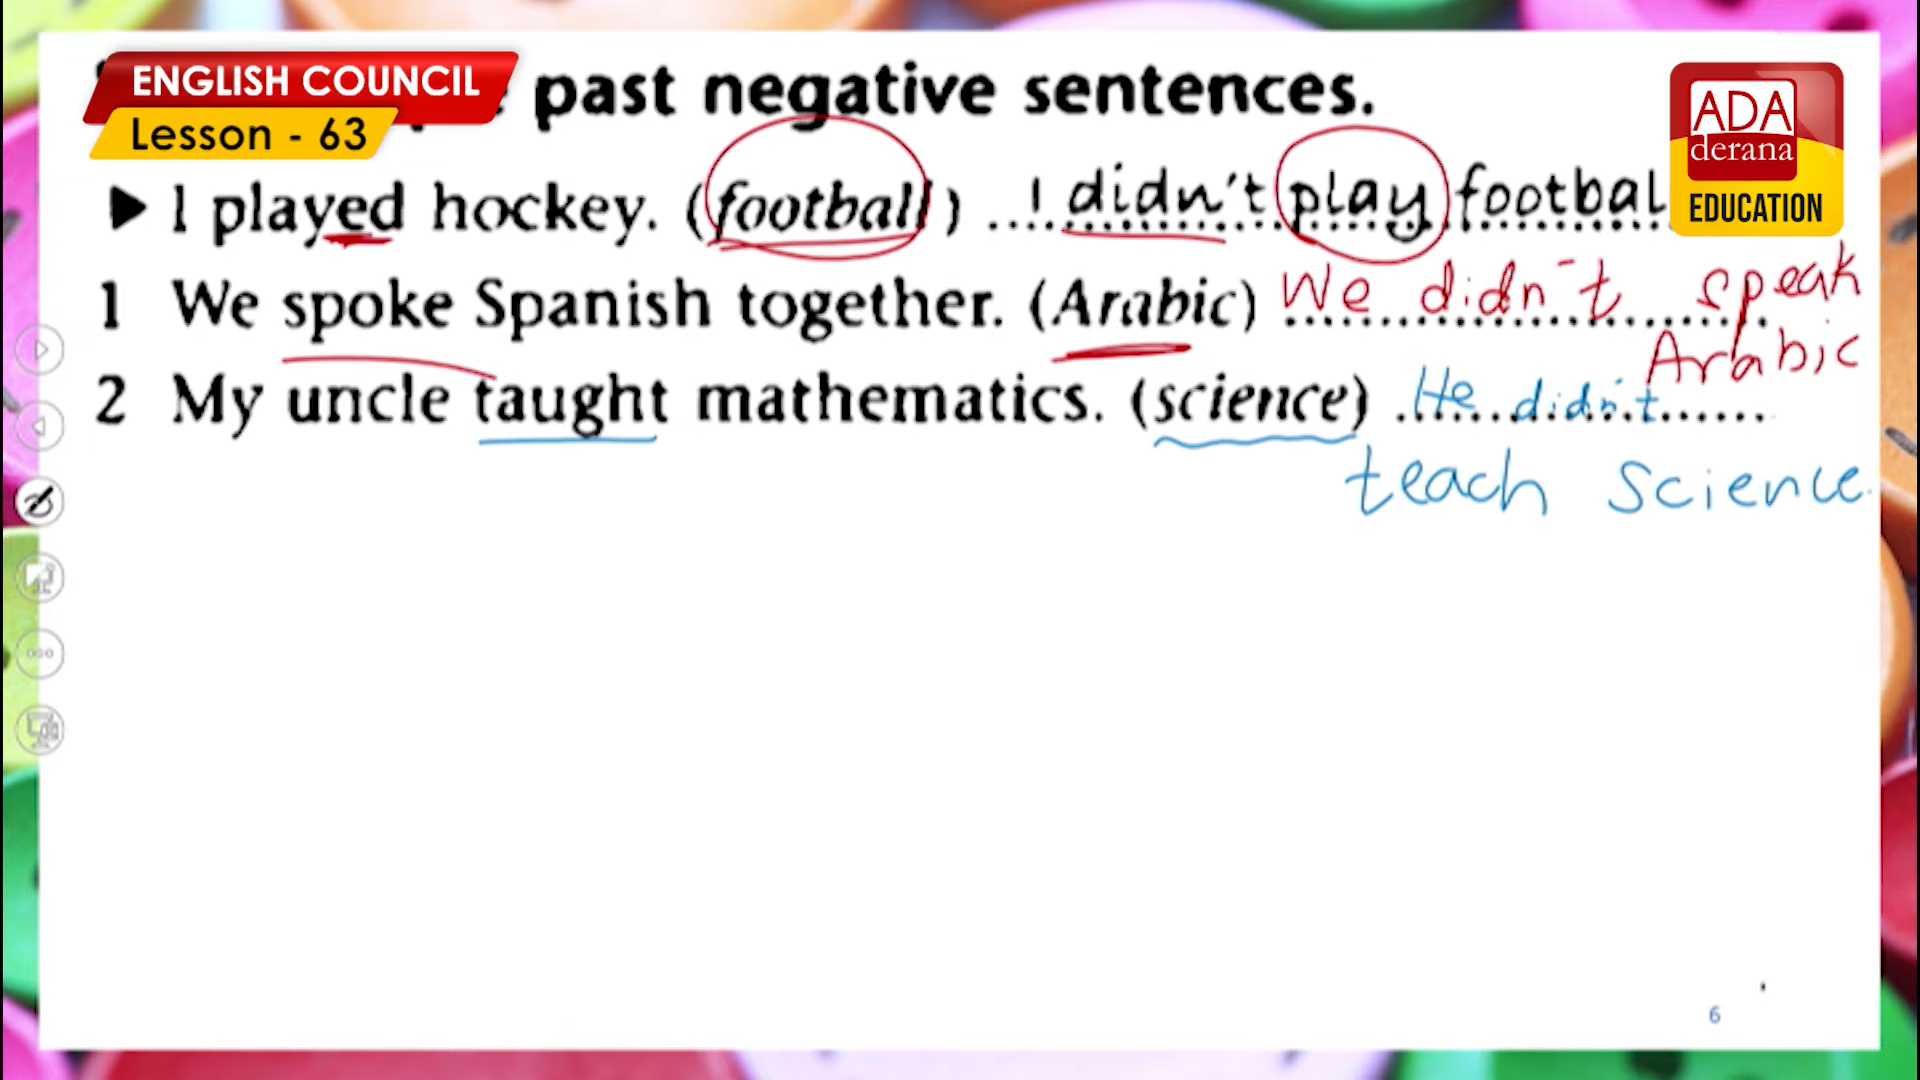 ENGLISH COUNCIL
Lesson - 63
past negative sentences.
ADA
derana
EDUCATION
► I played hockey. (football) I didn't play football
1 We spoke Spanish together. (Arabic) We didn't speak
Arabic
2 My uncle taught mathematics. (science) He didn't
teach science.
6